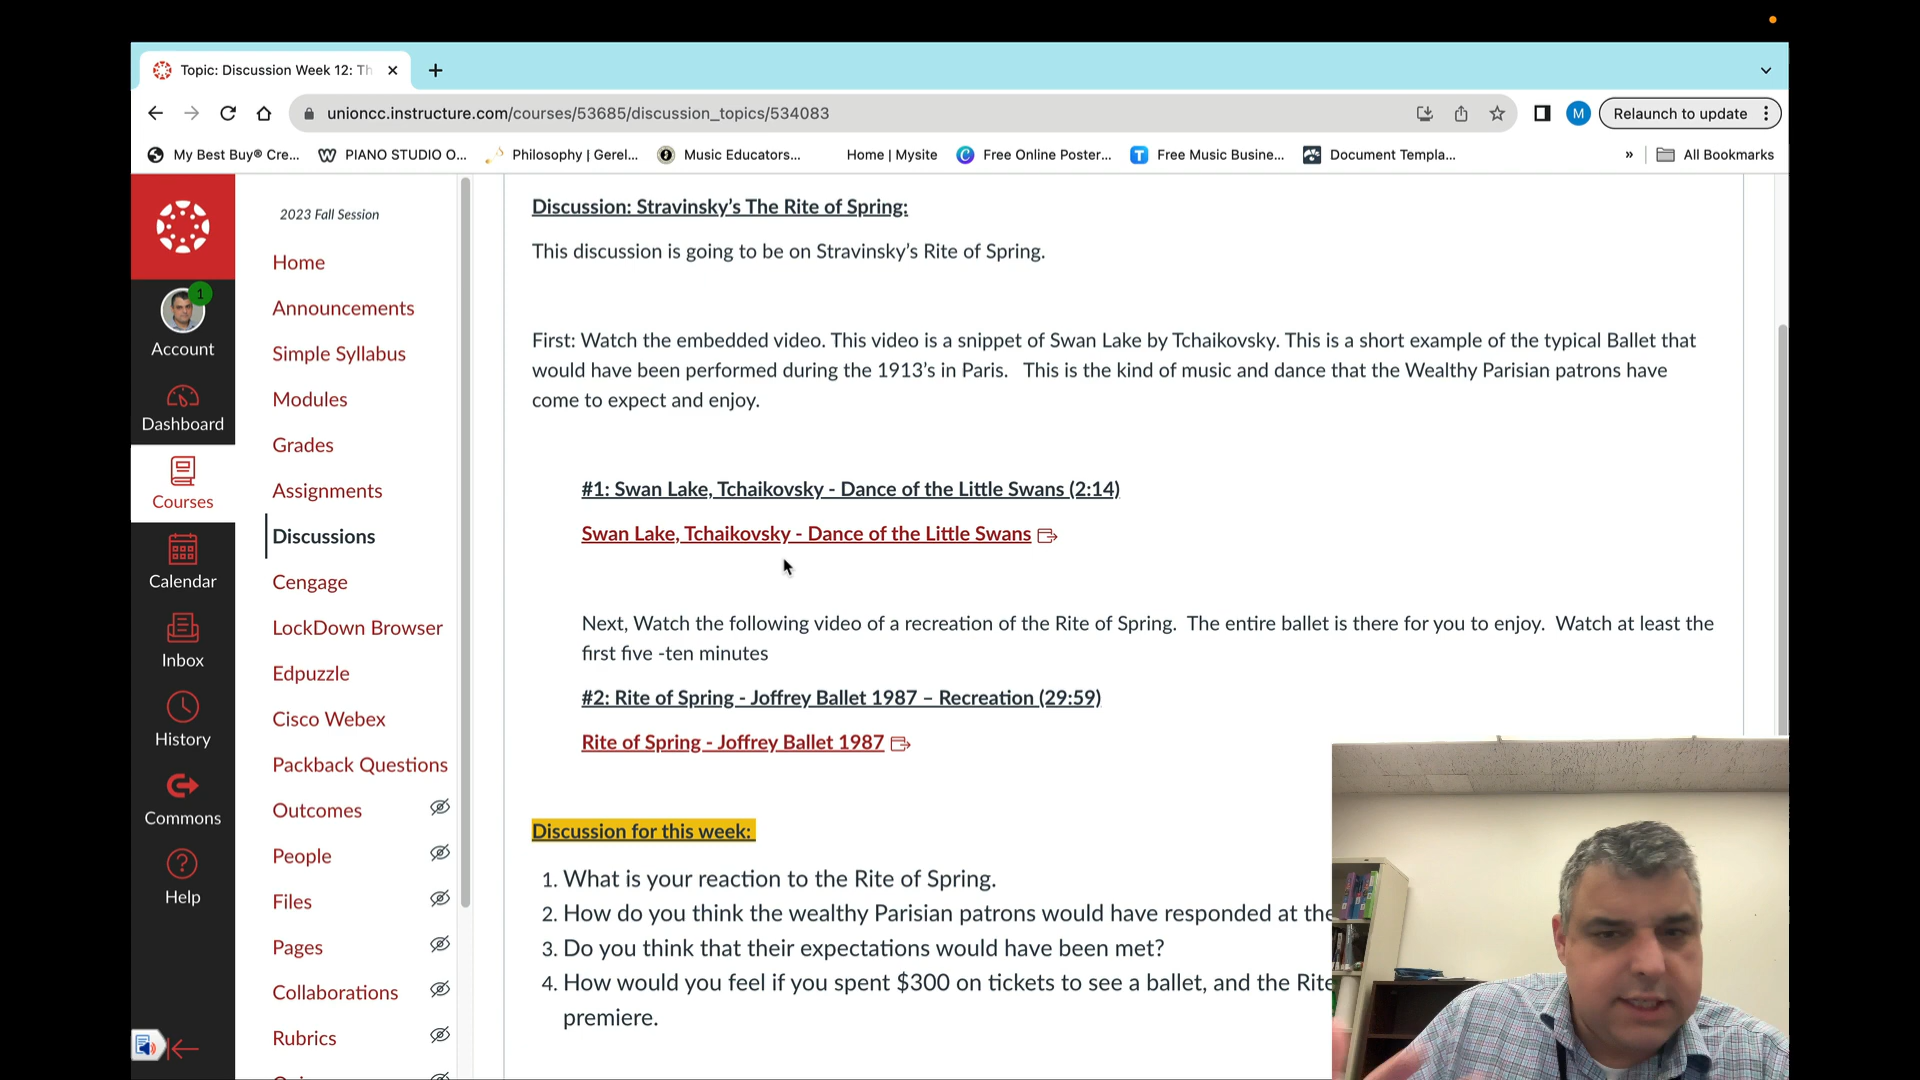 Topic: Discussion Week 12: Th
unioncc.instructure.com/courses/53685/discussion_topics/534083
M
Relaunch to update
My Best Buy® Cre...
PIANO STUDIO O...
Philosophy | Gerel...
Music Educators...
Home | Mysite
Free Online Poster...
Free Music Busine...
Document Templa...
»
All Bookmarks
1
Account
Dashboard
Courses
Calendar
Inbox
History
Commons
Help
2023 Fall Session
Home
Announcements
Simple Syllabus
Modules
Grades
Assignments
Discussions
Cengage
LockDown Browser
Edpuzzle
Cisco Webex
Packback Questions
Outcomes
People
Files
Pages
Collaborations
Rubrics
Discussion: Stravinsky’s The Rite of Spring:
This discussion is going to be on Stravinsky’s Rite of Spring.
First: Watch the embedded video. This video is a snippet of Swan Lake by Tchaikovsky. This is a short example of the typical Ballet that
would have been performed during the 1913’s in Paris. This is the kind of music and dance that the Wealthy Parisian patrons have
come to expect and enjoy.
#1: Swan Lake, Tchaikovsky - Dance of the Little Swans (2:14)
Swan Lake, Tchaikovsky - Dance of the Little Swans
Next, Watch the following video of a recreation of the Rite of Spring. The entire ballet is there for you to enjoy. Watch at least the
first five -ten minutes
#2: Rite of Spring - Joffrey Ballet 1987 – Recreation (29:59)
Rite of Spring - Joffrey Ballet 1987
Discussion for this week:
1. What is your reaction to the Rite of Spring.
2. How do you think the wealthy Parisian patrons would have responded at the
3. Do you think that their expectations would have been met?
4. How would you feel if you spent $300 on tickets to see a ballet, and the Rite
premiere.